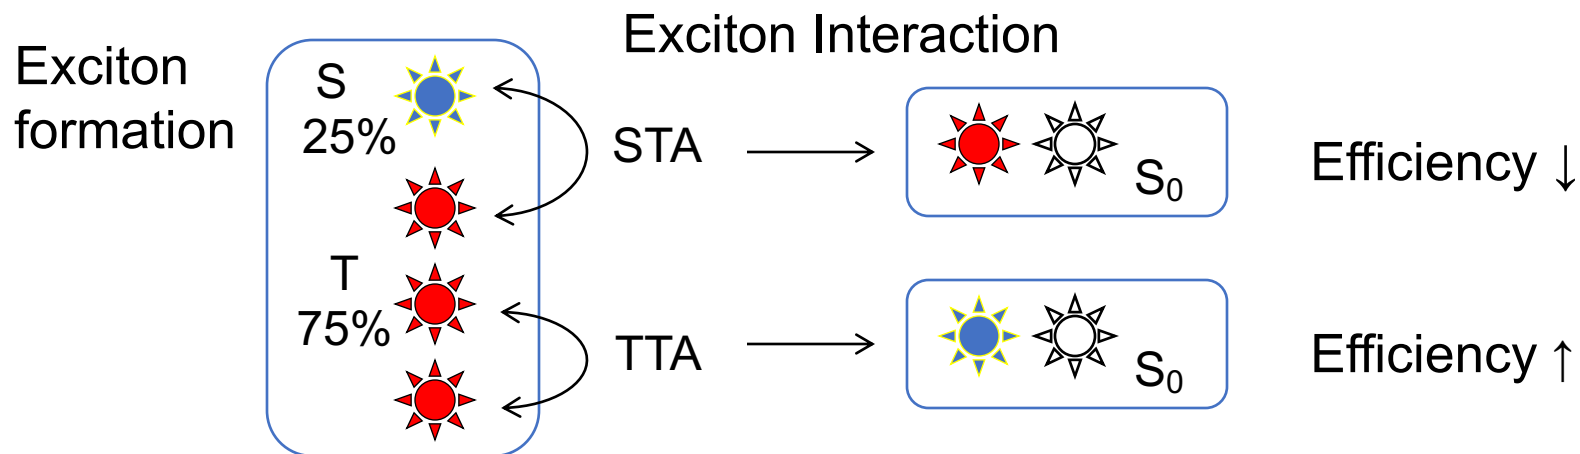 Exciton Interaction
Exciton
formation
S
25%
T
75%
STA
S₀
Efficiency ↓
TTA
S₀
Efficiency ↑